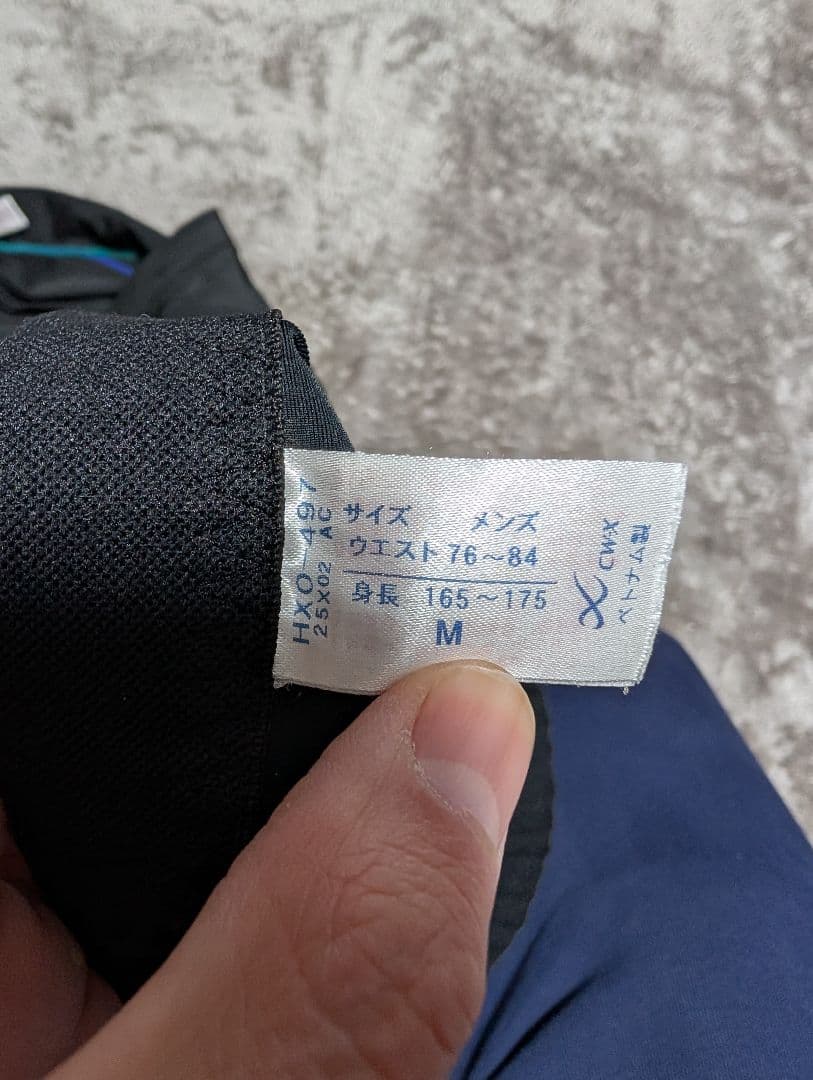 HXO-497
25X02 AC
サイズ メンズ
ウエスト 76〜84
身長 165〜175
M
CW-X
ベトナム製